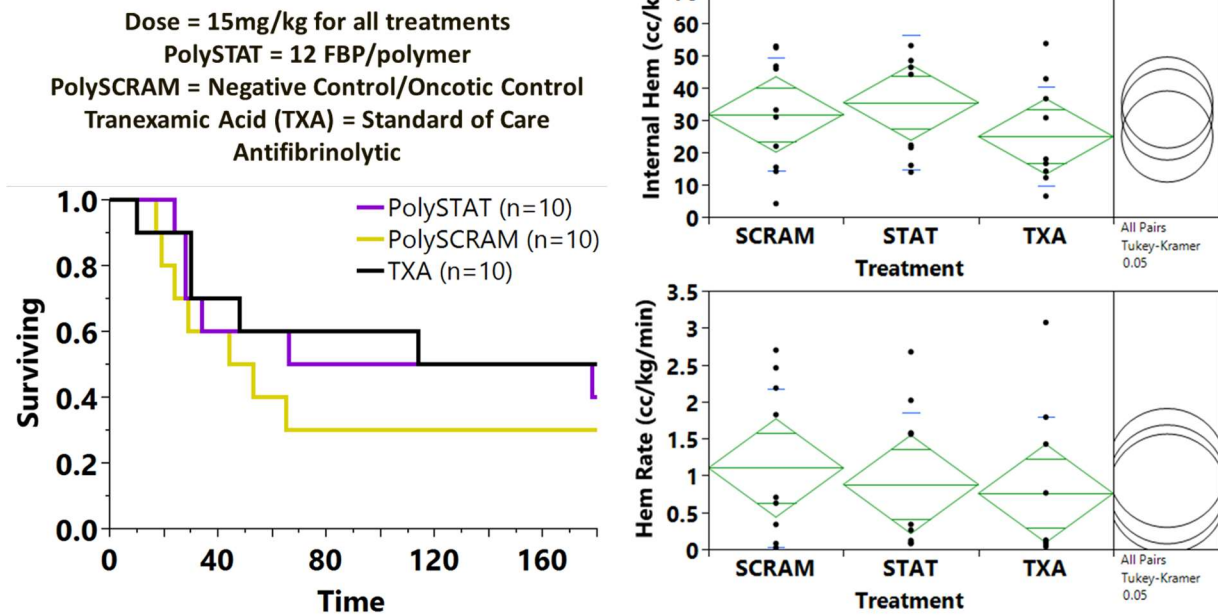 Dose = 15mg/kg for all treatments
PolySTAT = 12 FBP/polymer
PolySCRAM = Negative Control/Oncotic Control
Tranexamic Acid (TXA) = Standard of Care
Antifibrinolytic
1.0
0.8
0.6
0.4
0.2
0.0
Surviving
PolySTAT (n=10)
PolySCRAM (n=10)
TXA (n=10)
0 40 80 120 160
Time
Internal Hem (cc/k
60
50
40
30
20
10
0
SCRAM STAT TXA
Treatment
All Pairs
Tukey-Kramer
0.05
Hem Rate (cc/kg/min)
3.5
3
2.5
2
1.5
1
0.5
0
SCRAM STAT TXA
Treatment
All Pairs
Tukey-Kramer
0.05